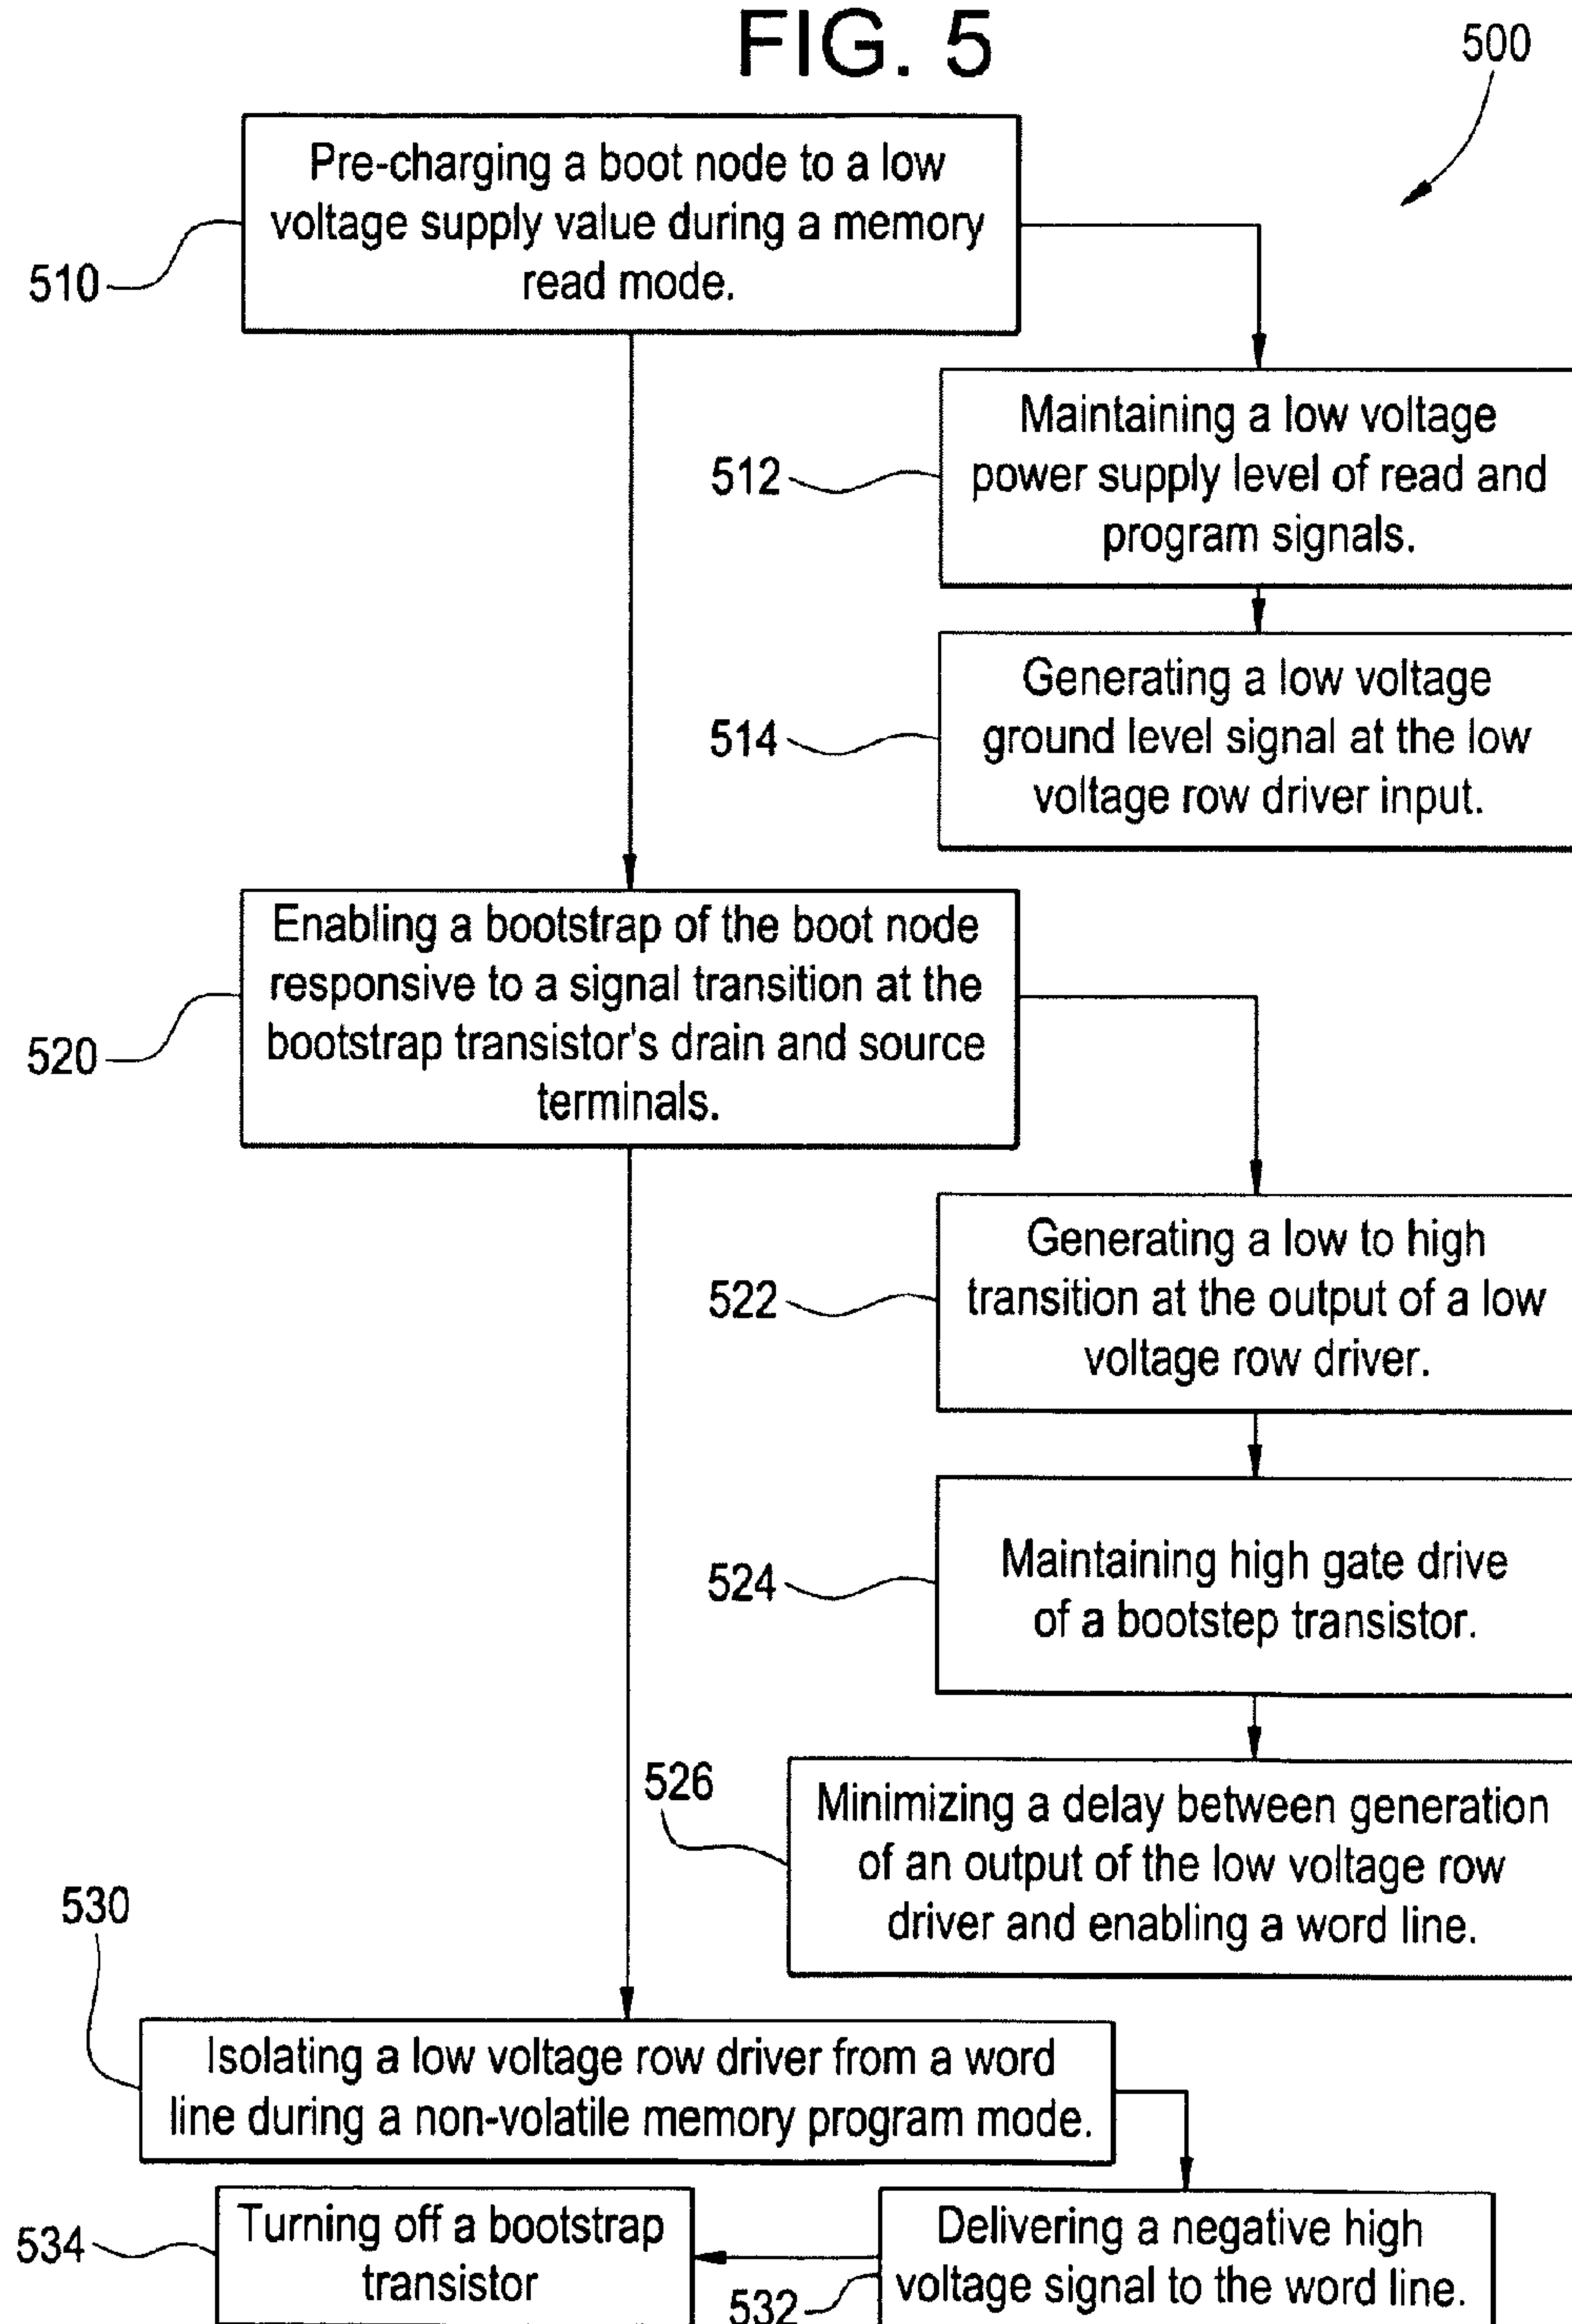 FIG. 5
500
Pre-charging a boot node to a low
voltage supply value during a memory
read mode.
510
Maintaining a low voltage
power supply level of read and
program signals.
512
Generating a low voltage
ground level signal at the low
voltage row driver input.
514
Enabling a bootstrap of the boot node
responsive to a signal transition at the
bootstrap transistor's drain and source
terminals.
520
Generating a low to high
transition at the output of a low
voltage row driver.
522
Maintaining high gate drive
of a bootstep transistor.
524
526
Minimizing a delay between generation
of an output of the low voltage row
driver and enabling a word line.
530
Isolating a low voltage row driver from a word
line during a non-volatile memory program mode.
534
Turning off a bootstrap
transistor
Delivering a negative high
voltage signal to the word line.
532